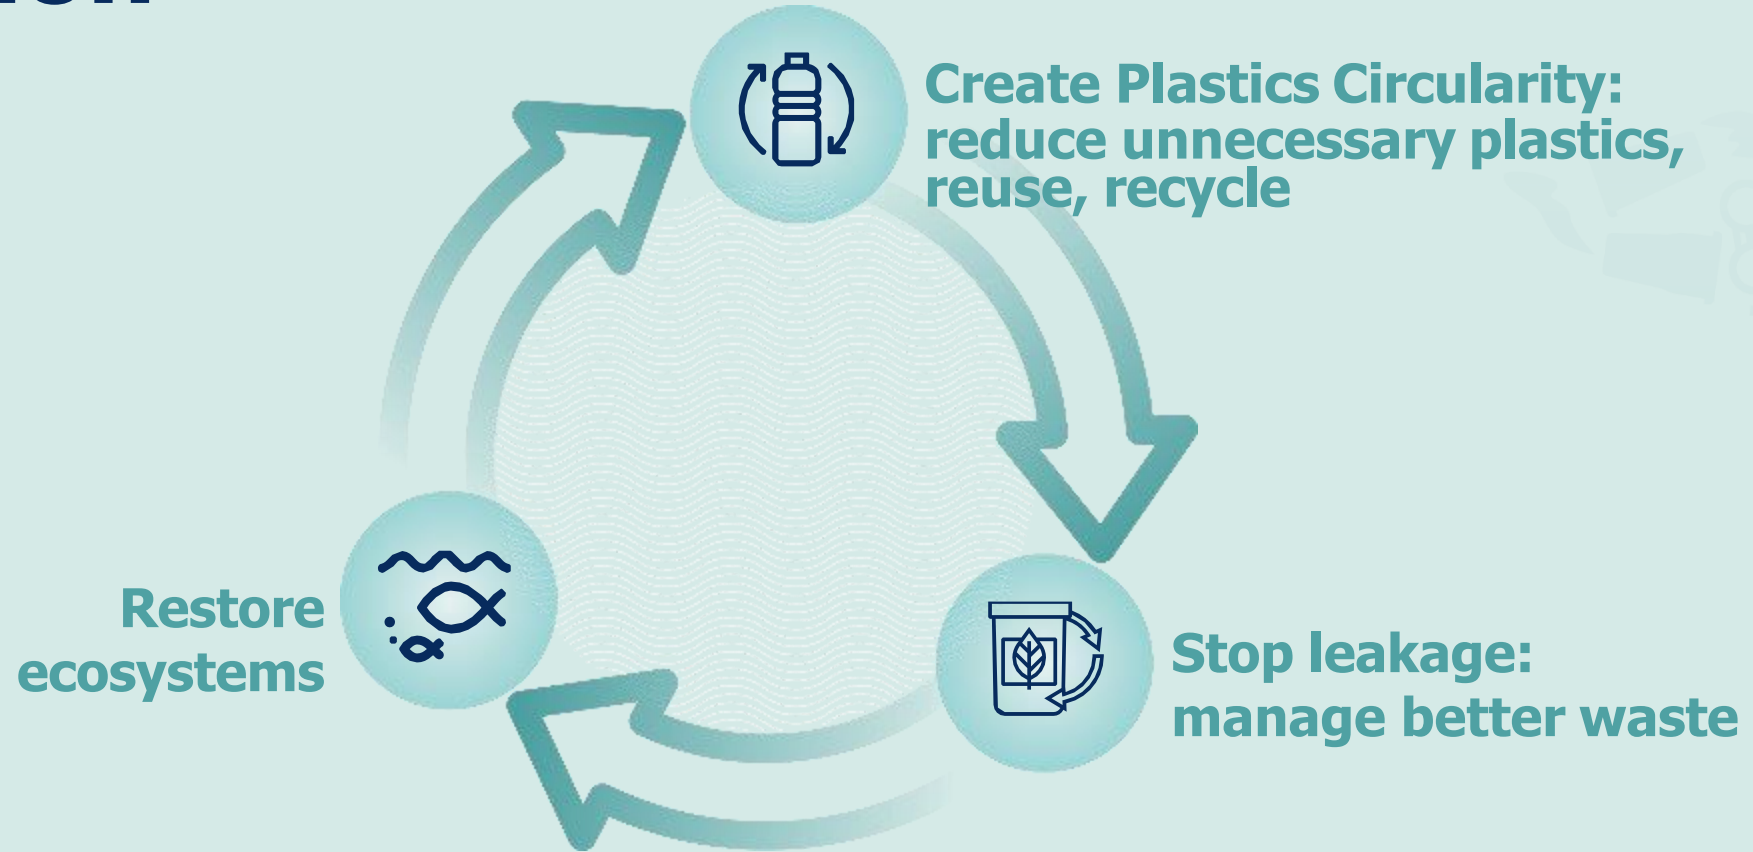 Create Plastics Circularity:
reduce unnecessary plastics,
reuse, recycle
Restore
ecosystems
Stop leakage:
manage better waste